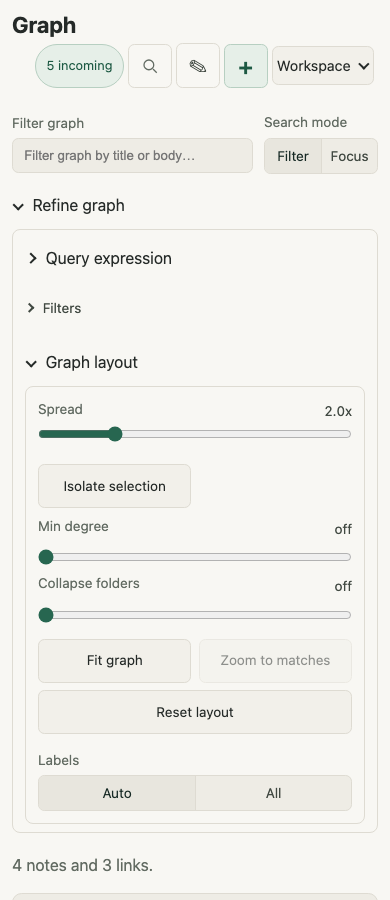 Graph
5 incoming
Workspace
Filter graph
Search mode
Filter graph by title or body...
Filter
Focus
Refine graph
Query expression
Filters
Graph layout
Spread
2.0x
Isolate selection
Min degree
off
Collapse folders
off
Fit graph
Zoom to matches
Reset layout
Labels
Auto
All
4 notes and 3 links.